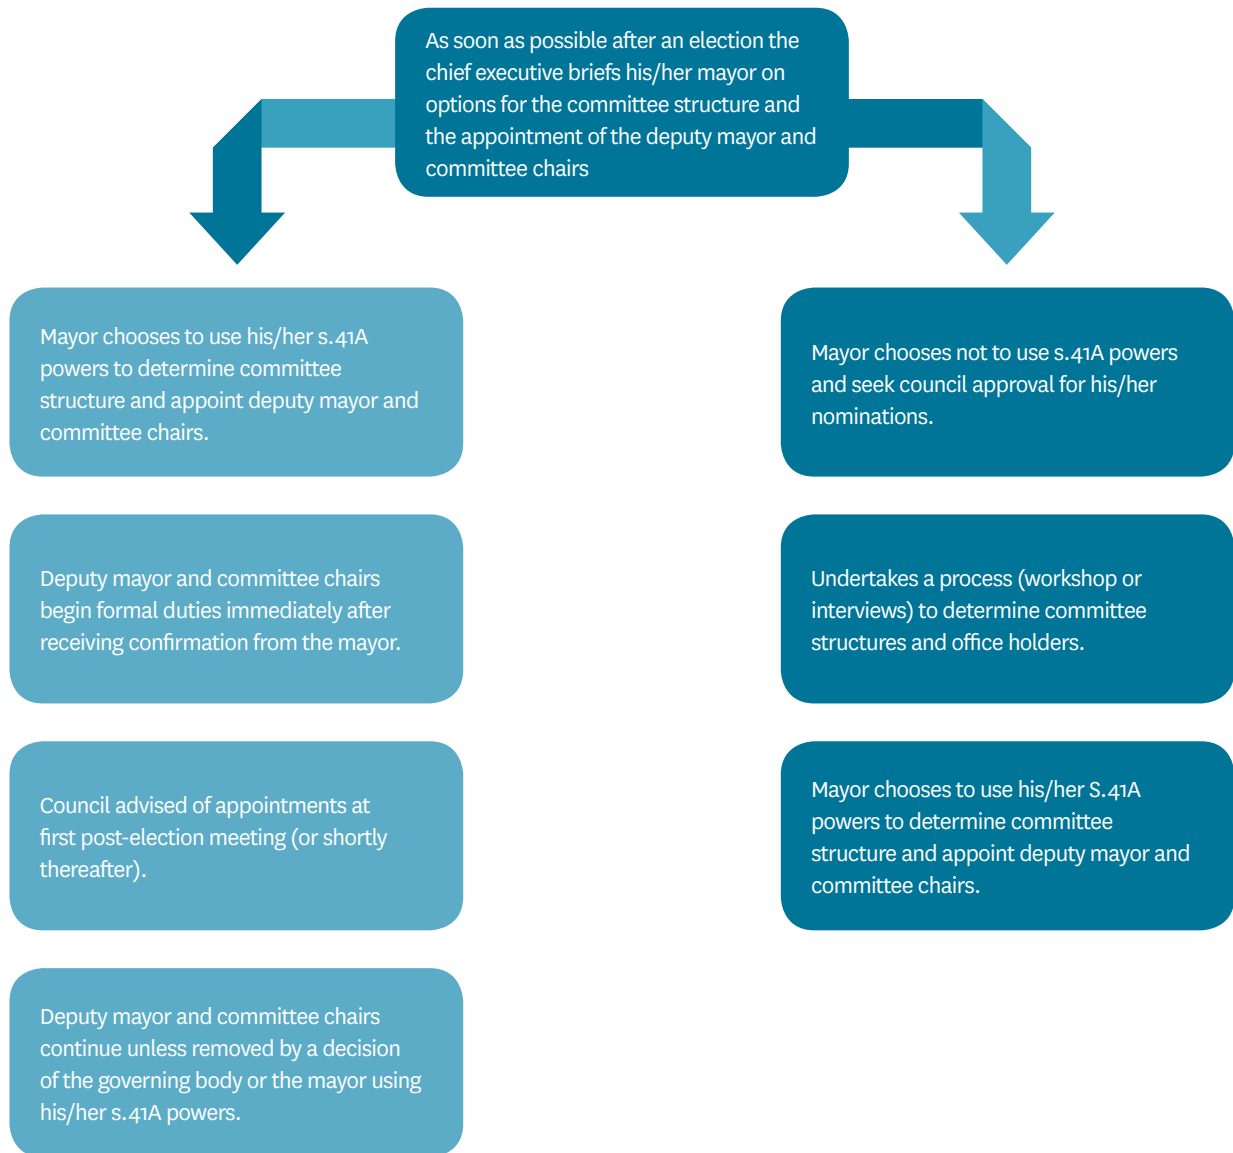 As soon as possible after an election the
chief executive briefs his/her mayor on
options for the committee structure and
the appointment of the deputy mayor and
committee chairs
Mayor chooses to use his/her s.41A
powers to determine committee
structure and appoint deputy mayor and
committee chairs.
Deputy mayor and committee chairs
begin formal duties immediately after
receiving confirmation from the mayor.
Council advised of appointments at
first post-election meeting (or shortly
thereafter).
Deputy mayor and committee chairs
continue unless removed by a decision
of the governing body or the mayor using
his/her s.41A powers.
Mayor chooses not to use s.41A powers
and seek council approval for his/her
nominations.
Undertakes a process (workshop or
interviews) to determine committee
structures and office holders.
Mayor chooses to use his/her S.41A
powers to determine committee
structure and appoint deputy mayor and
committee chairs.